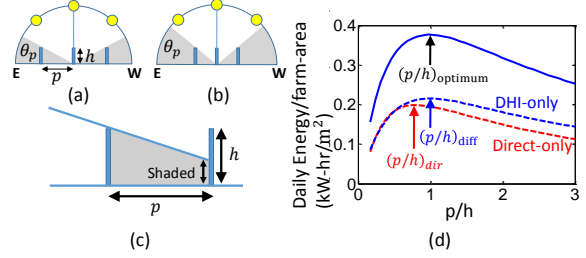 θp
h
E
p
W
(a)
θp
E
W
(b)
h
Shaded
p
(c)
Daily Energy/farm-area
(kW-hr/m²)
0.4
0.3
0.2
0.1
0
(p/h)optimum
DHI-only
(p/h)diff
Direct-only
(p/h)dir
0
1
2
3
p/h
(d)